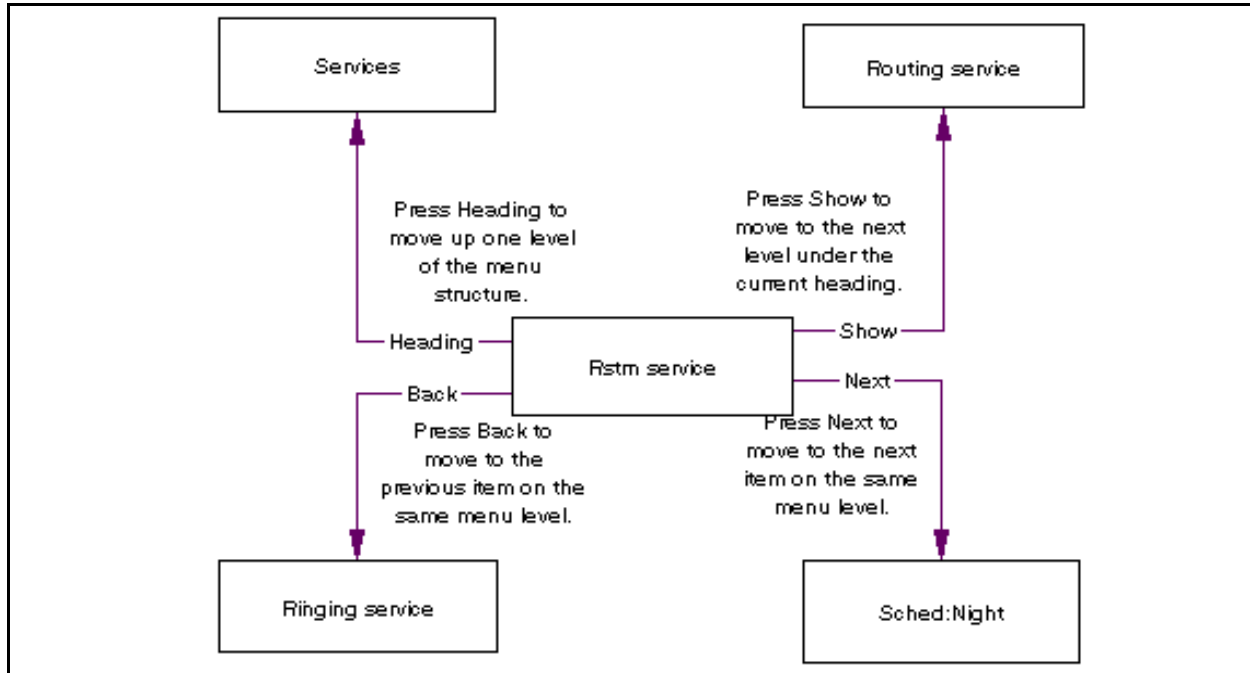 Services
Routing service
Press Heading to
move up one level
of the menu
structure.
Press Show to
move to the next
level under the
current heading.
Heading
Show
Rstrn service
Back
Next
Press Back to
move to the
previous item on the
same menu level.
Press Next to
move to the next
item on the same
menu level.
Ringing service
Sched:Night